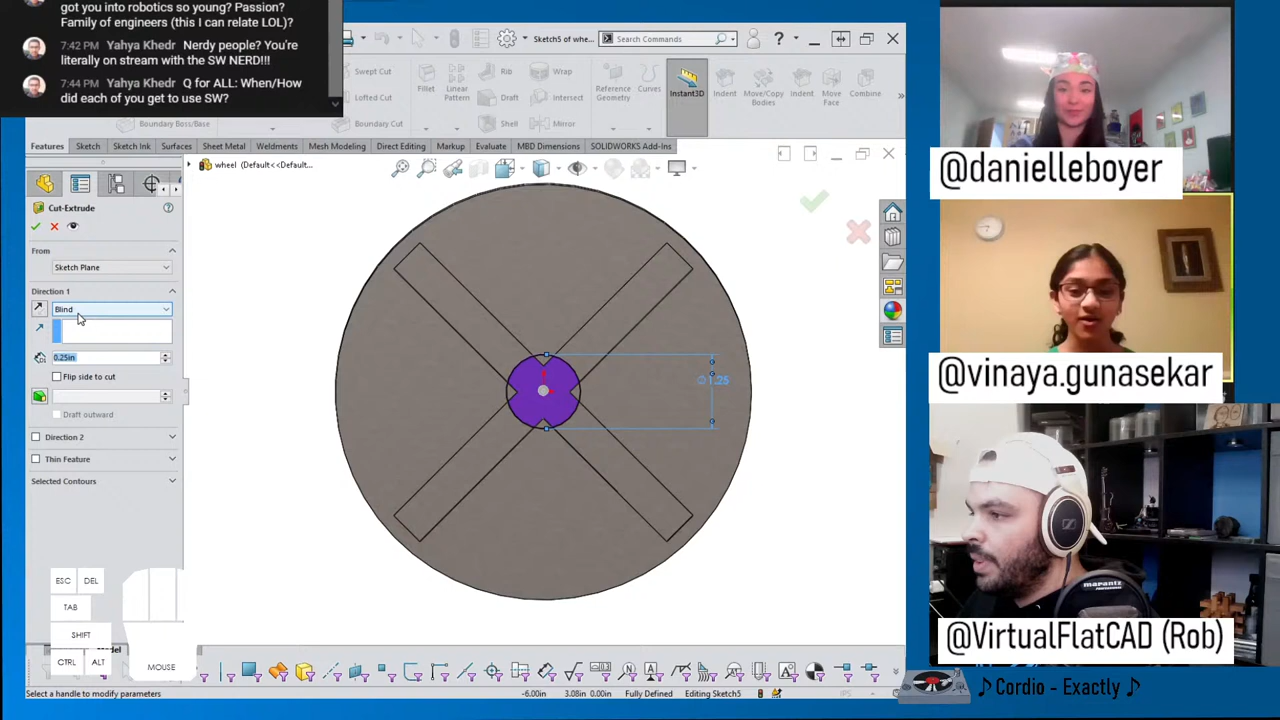 got you into robotics so young? Passion?
Family of engineers (this I can relate LOL)?
7:42 PM Yahya Khedr Nerdy people? You're
literally on stream with the SW NERD!!!
7:44 PM Yahya Khedr Q for ALL: When/How
did each of you get to use SW?
Sketch5 of whe...
Search Commands
Swept Cut
Lofted Cut
Boundary Boss/Base
Boundary Cut
Fillet
Linear
Pattern
Rib
Draft
Shell
Wrap
Intersect
Mirror
Reference
Geometry
Curves
Instant3D
Indent
Move/Copy
Bodies
Indent
Move
Face
Combine
Features
Sketch
Sketch Ink
Surfaces
Sheet Metal
Weldments
Mesh Modeling
Direct Editing
Markup
Evaluate
MBD Dimensions
SOLIDWORKS Add-Ins
wheel (Default<<Default...
Cut-Extrude
From
Sketch Plane
Direction 1
Blind
0.25in
Flip side to cut
Draft outward
Direction 2
Thin Feature
Selected Contours
∅1.25
ESC
DEL
TAB
SHIFT
CTRL
ALT
MOUSE
Model
Select a handle to modify parameters
-6.00in
3.08in
0.00in
Fully Defined
Editing Sketch5
IPS
@danielleboyer
@vinaya.gunasekar
marantz
PROFESSIONAL
@VirtualFlatCAD (Rob)
♪ Cordio - Exactly ♪